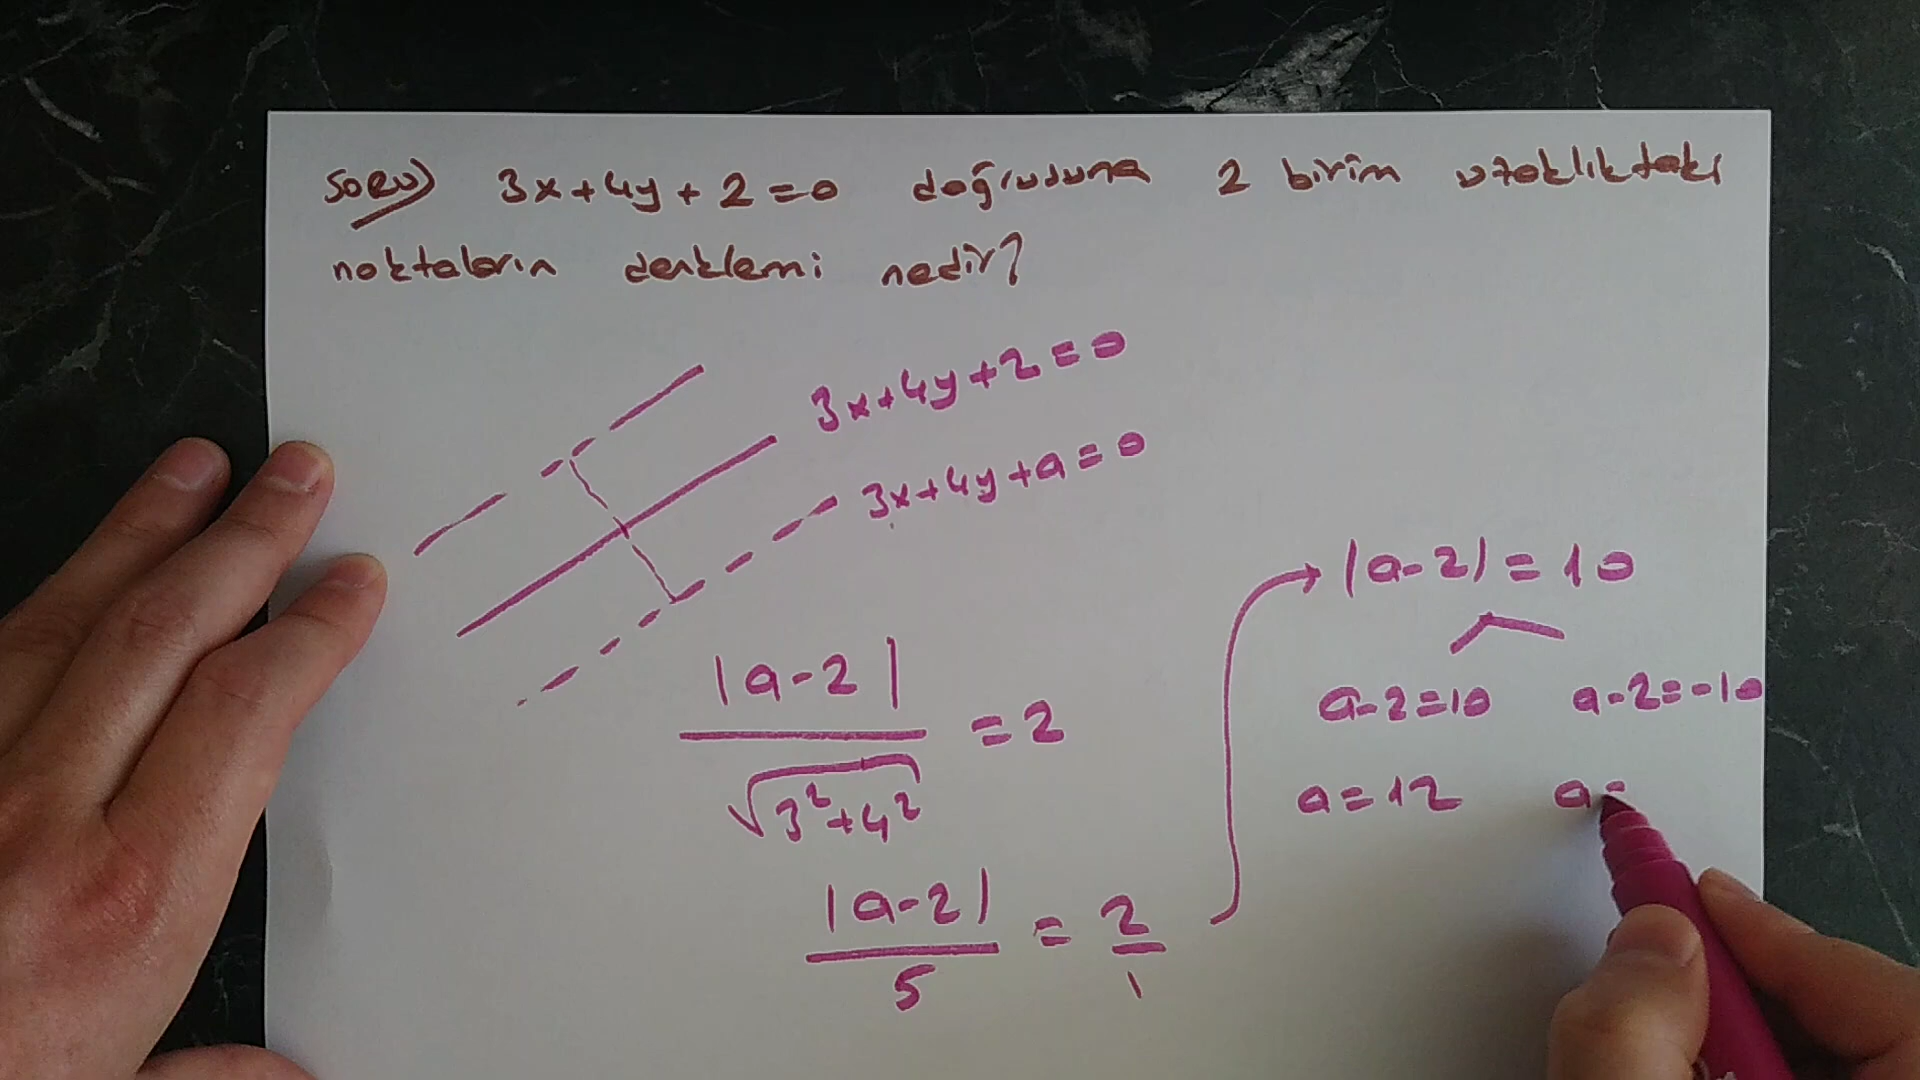 Soru) 3x+4y+2=0 doğrusuna 2 birim uzaklıktaki
noktaların denklemi nedir?
3x+4y+2=0
3x+4y+a=0
|a-2| / √3²+4² = 2
|a-2| / 5 = 2 / 1
|a-2| = 10
a-2=10 a-2=-10
a=12 a=